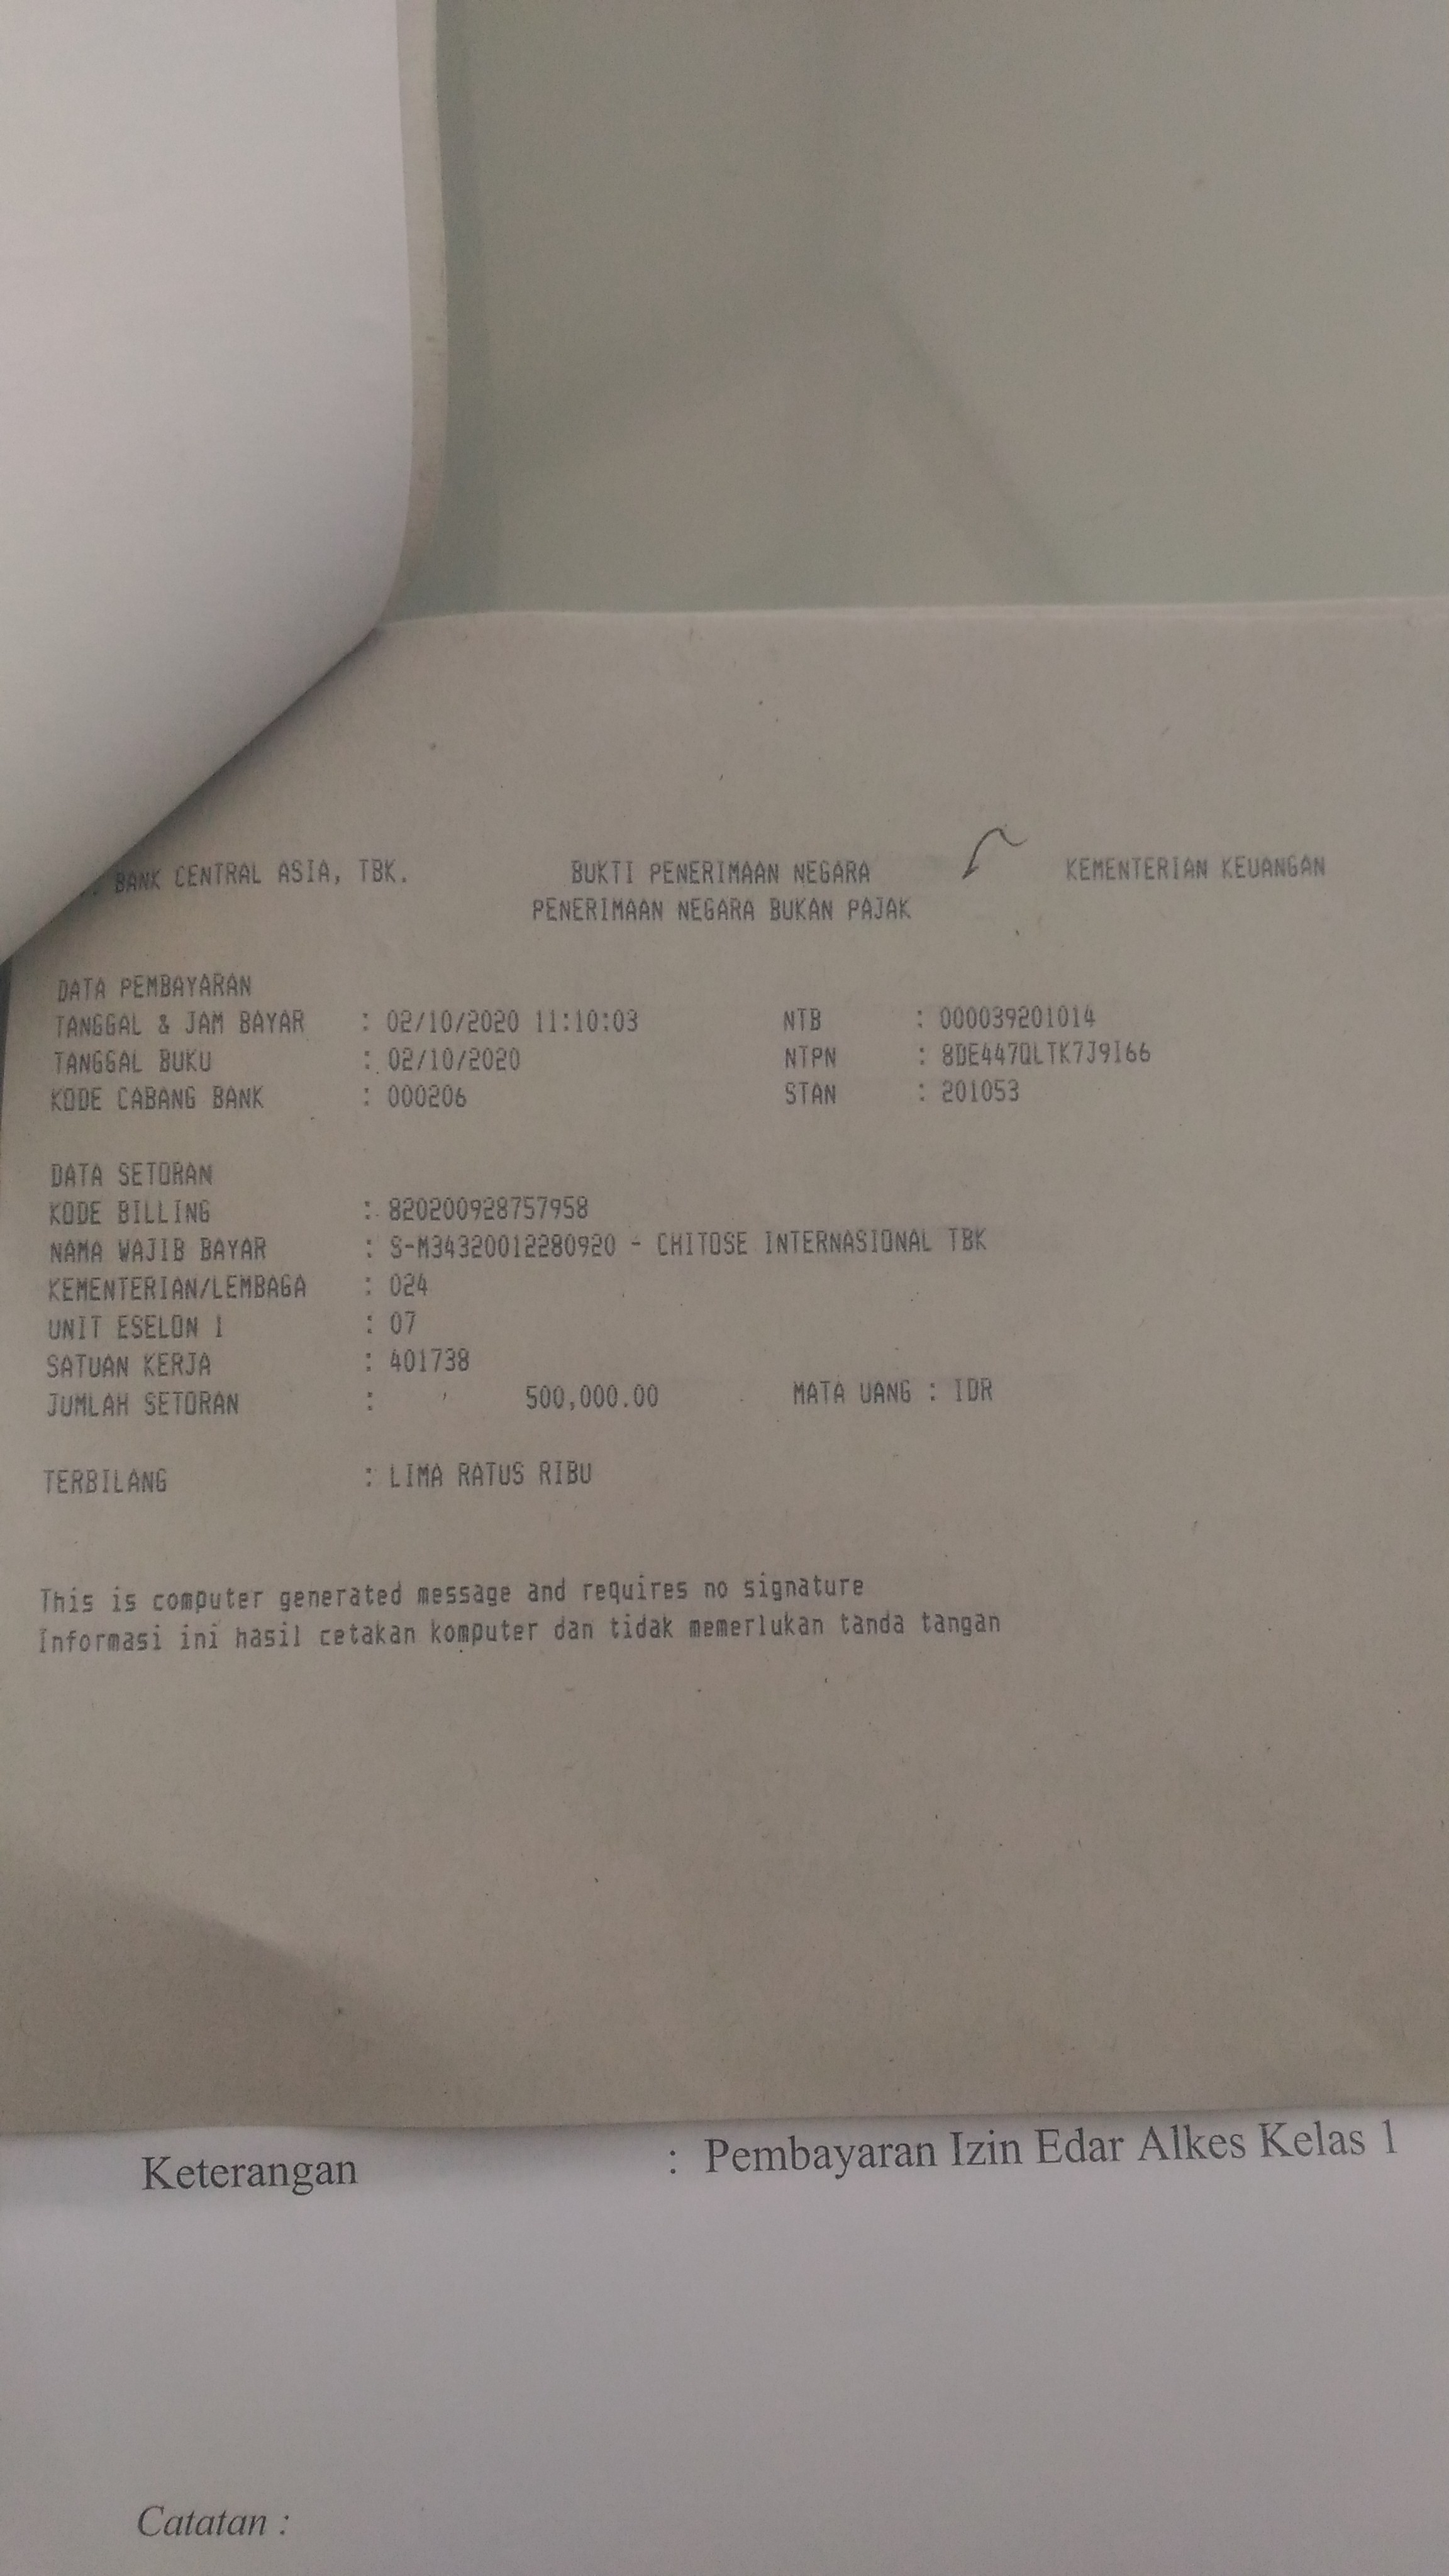 BANK CENTRAL ASIA, TBK. BUKTI PENERIMAAN NEGARA KEMENTERIAN KEUANGAN
PENERIMAAN NEGARA BUKAN PAJAK
DATA PEMBAYARAN
TANGGAL & JAM BAYAR : 02/10/2020 11:10:03 NTB : 000039201014
TANGGAL BUKU : 02/10/2020 NTPN : 8DE447QLTK7J9I66
KODE CABANG BANK : 000206 STAN : 201053
DATA SETORAN
KODE BILLING : 820200928757958
NAMA WAJIB BAYAR : S-M34320012280920 - CHITOSE INTERNASIONAL TBK
KEMENTERIAN/LEMBAGA : 024
UNIT ESELON 1 : 07
SATUAN KERJA : 401738
JUMLAH SETORAN : 500,000.00 MATA UANG : IDR
TERBILANG : LIMA RATUS RIBU
This is computer generated message and requires no signature
Informasi ini hasil cetakan komputer dan tidak memerlukan tanda tangan
Keterangan : Pembayaran Izin Edar Alkes Kelas 1
Catatan :